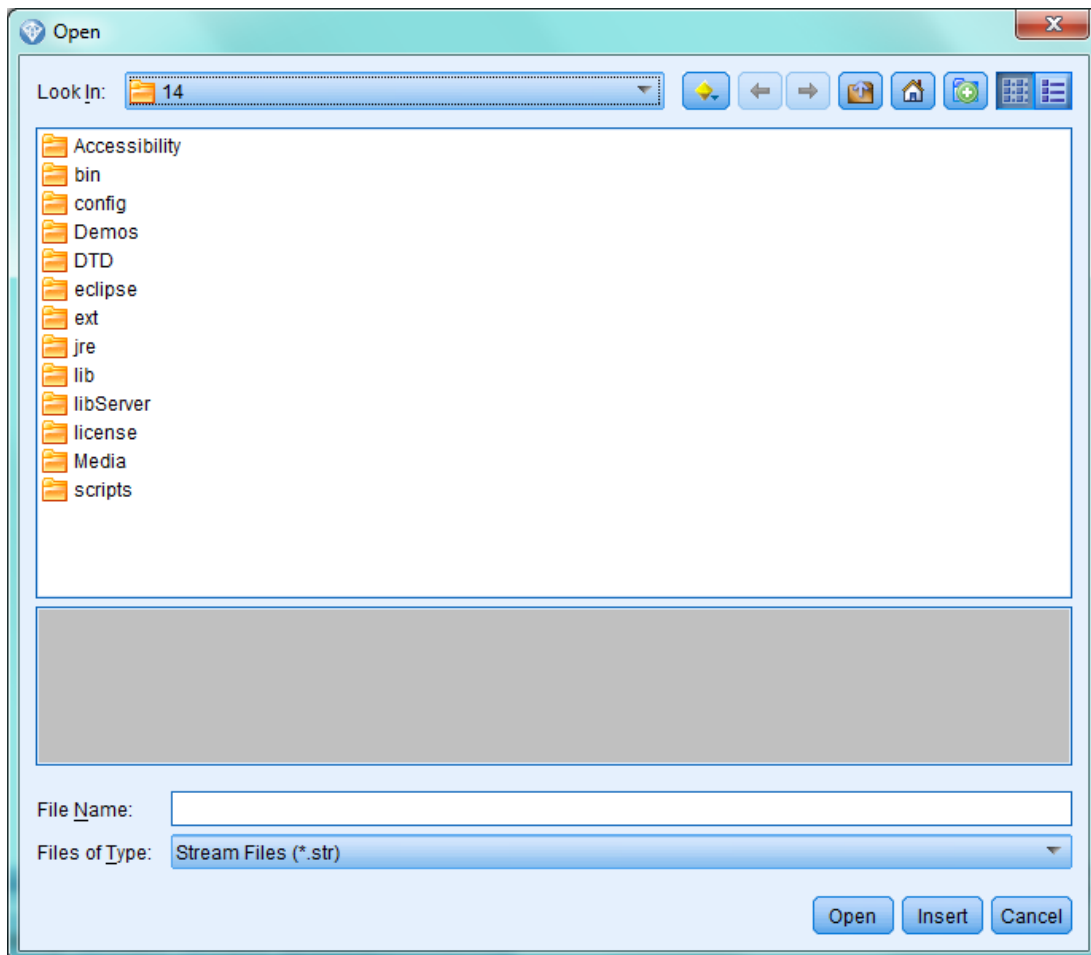 Open
Look In: 14
Accessibility
bin
config
Demos
DTD
eclipse
ext
jre
lib
libServer
license
Media
scripts
File Name:
Files of Type: Stream Files (*.str)
Open Insert Cancel